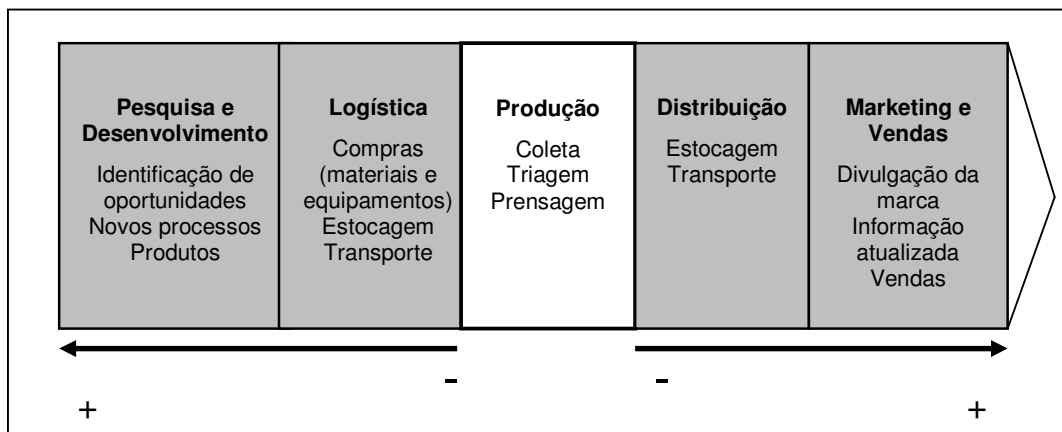 Pesquisa e
Desenvolvimento
Identificação de
oportunidades
Novos processos
Produtos
Logística
Compras
(materiais e
equipamentos)
Estocagem
Transporte
Produção
Coleta
Triagem
Prensagem
Distribuição
Estocagem
Transporte
Marketing e
Vendas
Divulgação da
marca
Informação
atualizada
Vendas
- -
+ +